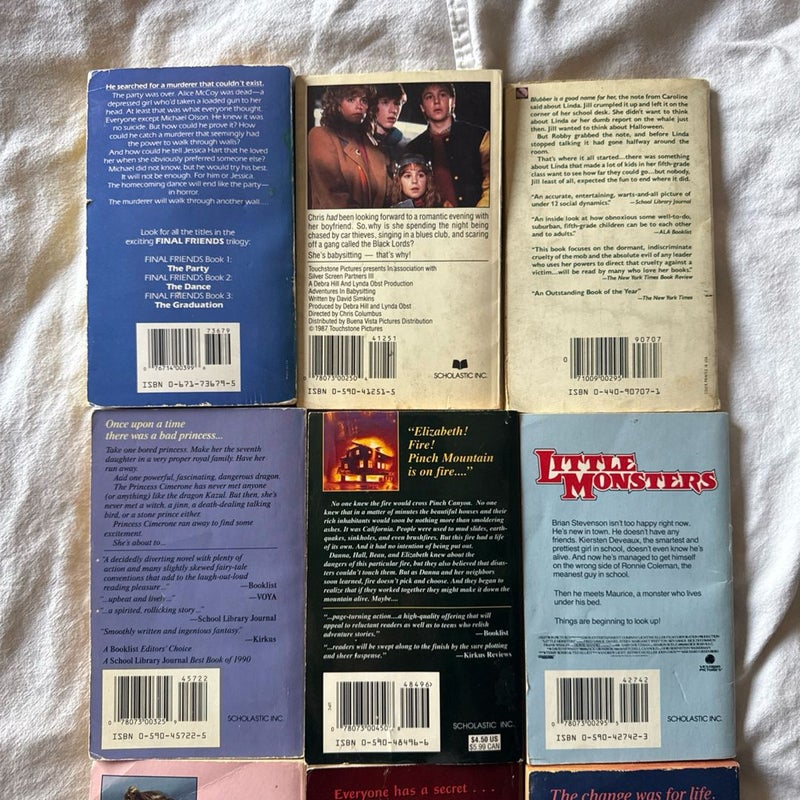 He searched for a murderer that couldn't exist.
The party was over. Alice McCoy was dead—a
depressed girl who'd taken a loaded gun to her
head. At least that was what everyone thought.
Everyone except Michael Olson. He knew it was
no suicide. But how could he prove it? How
could he catch a murderer that seemingly had
the power to walk through walls?
And how could he tell Jessica Hart that he loved
her when she obviously preferred someone else?
Michael did not know, but he would try his best.
It will not be enough. For him or Jessica.
The homecoming dance will end like the party—
in horror.
The murderer will walk through another wall....
Look for all the titles in the
exciting FINAL FRIENDS trilogy:
FINAL FRIENDS Book 1:
The Party
FINAL FRIENDS Book 2:
The Dance
FINAL FRIENDS Book 3:
The Graduation
73679
0 76714 00399 6
ISBN 0-671-73679-5
Chris had been looking forward to a romantic evening with
her boyfriend. So, why is she spending the night being
chased by car thieves, singing in a blues club, and scaring
off a gang called the Black Lords?
She's babysitting — that's why!
Touchstone Pictures presents In association with
Silver Screen Partners III
A Debra Hill and Lynda Obst Production
Adventures In Babysitting
Written by David Simkins
Produced by Debra Hill and Lynda Obst
Directed by Chris Columbus
Distributed by Buena Vista Pictures Distribution
© 1987 Touchstone Pictures
41251
0 78073 00250 4
ISBN 0-590-41251-5
SCHOLASTIC INC.
Blubber is a good name for her, the note from Caroline
said about Linda. Jill crumpled it up and left it on the
corner of her school desk. She didn't want to think
about Linda or her dumb report on the whale just
then. Jill wanted to think about Halloween.
But Robby grabbed the note, and before Linda
stopped talking it had gone halfway around the
room.
That's where it all started...there was something
about Linda that made a lot of kids in her fifth-grade
class want to see how far they could go...but nobody,
Jill least of all, expected the fun to end where it did.
"An accurate, entertaining, warts-and-all picture of
under 12 social dynamics." —School Library Journal
"An inside look at how obnoxious some well-to-do,
suburban, fifth-grade children can be to each other
and to adults." —ALA Booklist
"This book focuses on the dormant, indiscriminate
cruelty of the mob and the absolute evil of any leader
who uses her powers to direct that cruelty against a
victim...will be read by many who love her books."
—The New York Times Book Review
"An Outstanding Book of the Year"
—The New York Times
90707
0 71009 00295
ISBN 0-440-90707-1
Once upon a time
there was a bad princess...
Take one bored princess. Make her the seventh
daughter in a very proper royal family. Have her
run away.
Add one powerful, fascinating, dangerous dragon.
The Princess Cimorene has never met anyone
(or anything) like the dragon Kazul. But then, she's
never met a witch, a jinn, a death-dealing talking
bird, or a stone prince either.
Princess Cimorene ran away to find some
excitement.
She's about to...
"A decidedly diverting novel with plenty of
action and many slightly skewed fairy-tale
conventions that add to the laugh-out-loud
reading pleasure..." —Booklist
"...upbeat and lively..." —VOYA
"...a spirited, rollicking story..."
—School Library Journal
"Smoothly written and ingenious fantasy"
—Kirkus
A Booklist Editors' Choice
A School Library Journal Best Book of 1990
45722
0 78073 00325 9
ISBN 0-590-45722-5
SCHOLASTIC INC.
"Elizabeth!
Fire!
Pinch Mountain
is on fire...."
No one knew the fire would cross Pinch Canyon. No one
knew that in a matter of minutes the beautiful houses and their
rich inhabitants would soon be nothing more than smoldering
ashes. It was California. People were used to mud slides, earth-
quakes, sinkholes, and even brushfires. But this fire had a life
of its own. And it had no intention of being put out.
Danna, Hall, Beau, and Elizabeth knew about the
dangers of this particular fire, but they also believed that disas-
ters couldn't touch them. But as Danna and her neighbors
soon learned, fire doesn't pick and choose. And they began to
realize that if they worked together they might make it down the
mountain alive. Maybe....
"...page-turning action...a high-quality offering that will
appeal to reluctant readers as well as to teens who relish
adventure stories." —Booklist
"...readers will be swept along to the finish by the sure plotting
and sheer suspense." —Kirkus Reviews
48496
0 78073 00450 8
ISBN 0-590-48496-6
SCHOLASTIC INC.
$4.50 US
$5.99 CAN
LITTLE
MONSTERS
Brian Stevenson isn't too happy right now.
He's new in town. He doesn't have any
friends. Kiersten Deveaux, the smartest and
prettiest girl in school, doesn't even know he's
alive. And now he's managed to get himself
on the wrong side of Ronnie Coleman, the
meanest guy in school.
Then he meets Maurice, a monster who lives
under his bed.
Things are beginning to look up!
VESTRON
PICTURES
42742
0 78073 00295 5
ISBN 0-590-42742-3
SCHOLASTIC INC.
Everyone has a secret . . .
The change was for life.